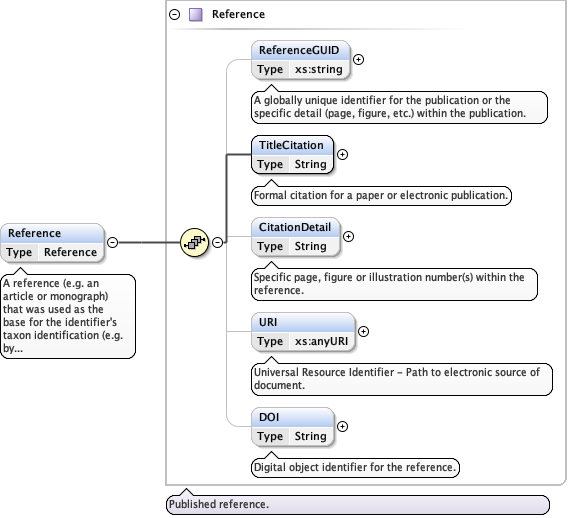 Reference
ReferenceGUID
Type xs:string
A globally unique identifier for the publication or the
specific detail (page, figure, etc.) within the publication.
TitleCitation
Type String
Formal citation for a paper or electronic publication.
Reference
Type Reference
A reference (e.g. an
article or monograph)
that was used as the
base for the identifier's
taxon identification (e.g.
by...
CitationDetail
Type String
Specific page, figure or illustration number(s) within the
reference.
URI
Type xs:anyURI
Universal Resource Identifier - Path to electronic source of
document.
DOI
Type String
Digital object identifier for the reference.
Published reference.